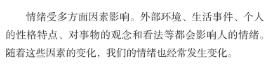 情绪受多方面因素影响。外部环境、生活事件、个人
的性格特点、对事物的观念和看法等都会影响人的情绪。
随着这些因素的变化，我们的情绪也经常发生变化。